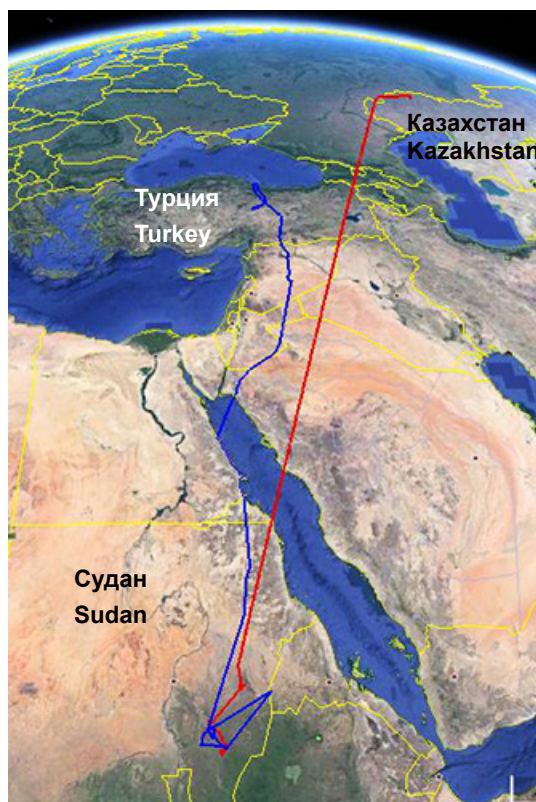 Казахстан
Kazakhstan
Турция
Turkey
Судан
Sudan